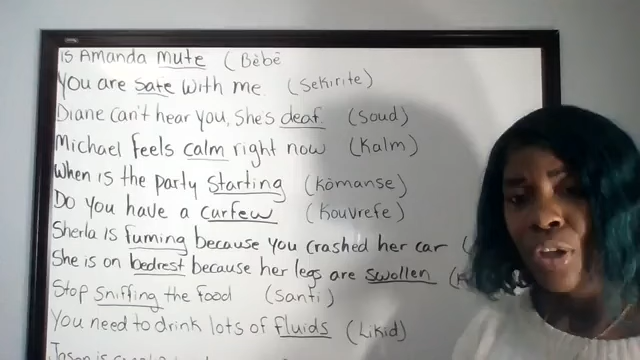 is Amanda mute (Bèbè
You are safe with me. (Sekirite)
Diane can't hear you, she's deaf. (Soud)
Michael feels calm right now (Kalm)
When is the party starting (Kòmanse)
Do you have a curfew (Kouvrefe)
Sherla is fuming because you crashed her car (
She is on bedrest because her legs are swollen (
Stop sniffing the food (Santi)
You need to drink lots of fluids (Likid)
Jason is